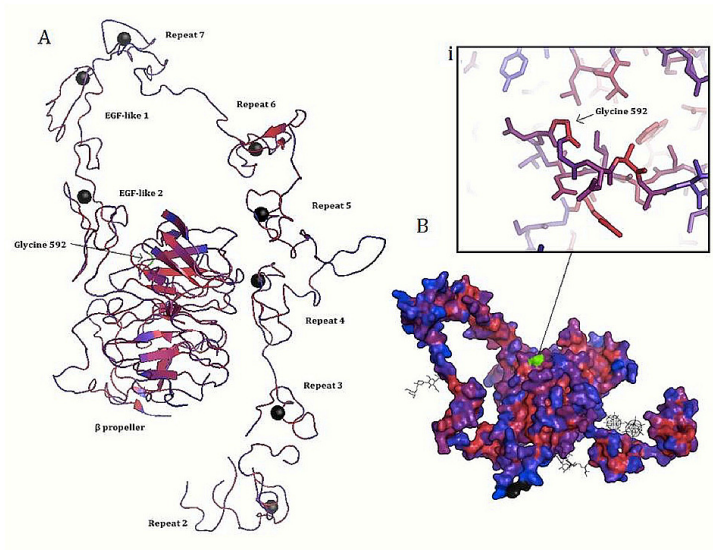 A
Repeat 7
i
EGF-like 1
Repeat 6
Glycine 592
EGF-like 2
Repeat 5
B
Glycine 592
Repeat 4
Repeat 3
β propeller
Repeat 2